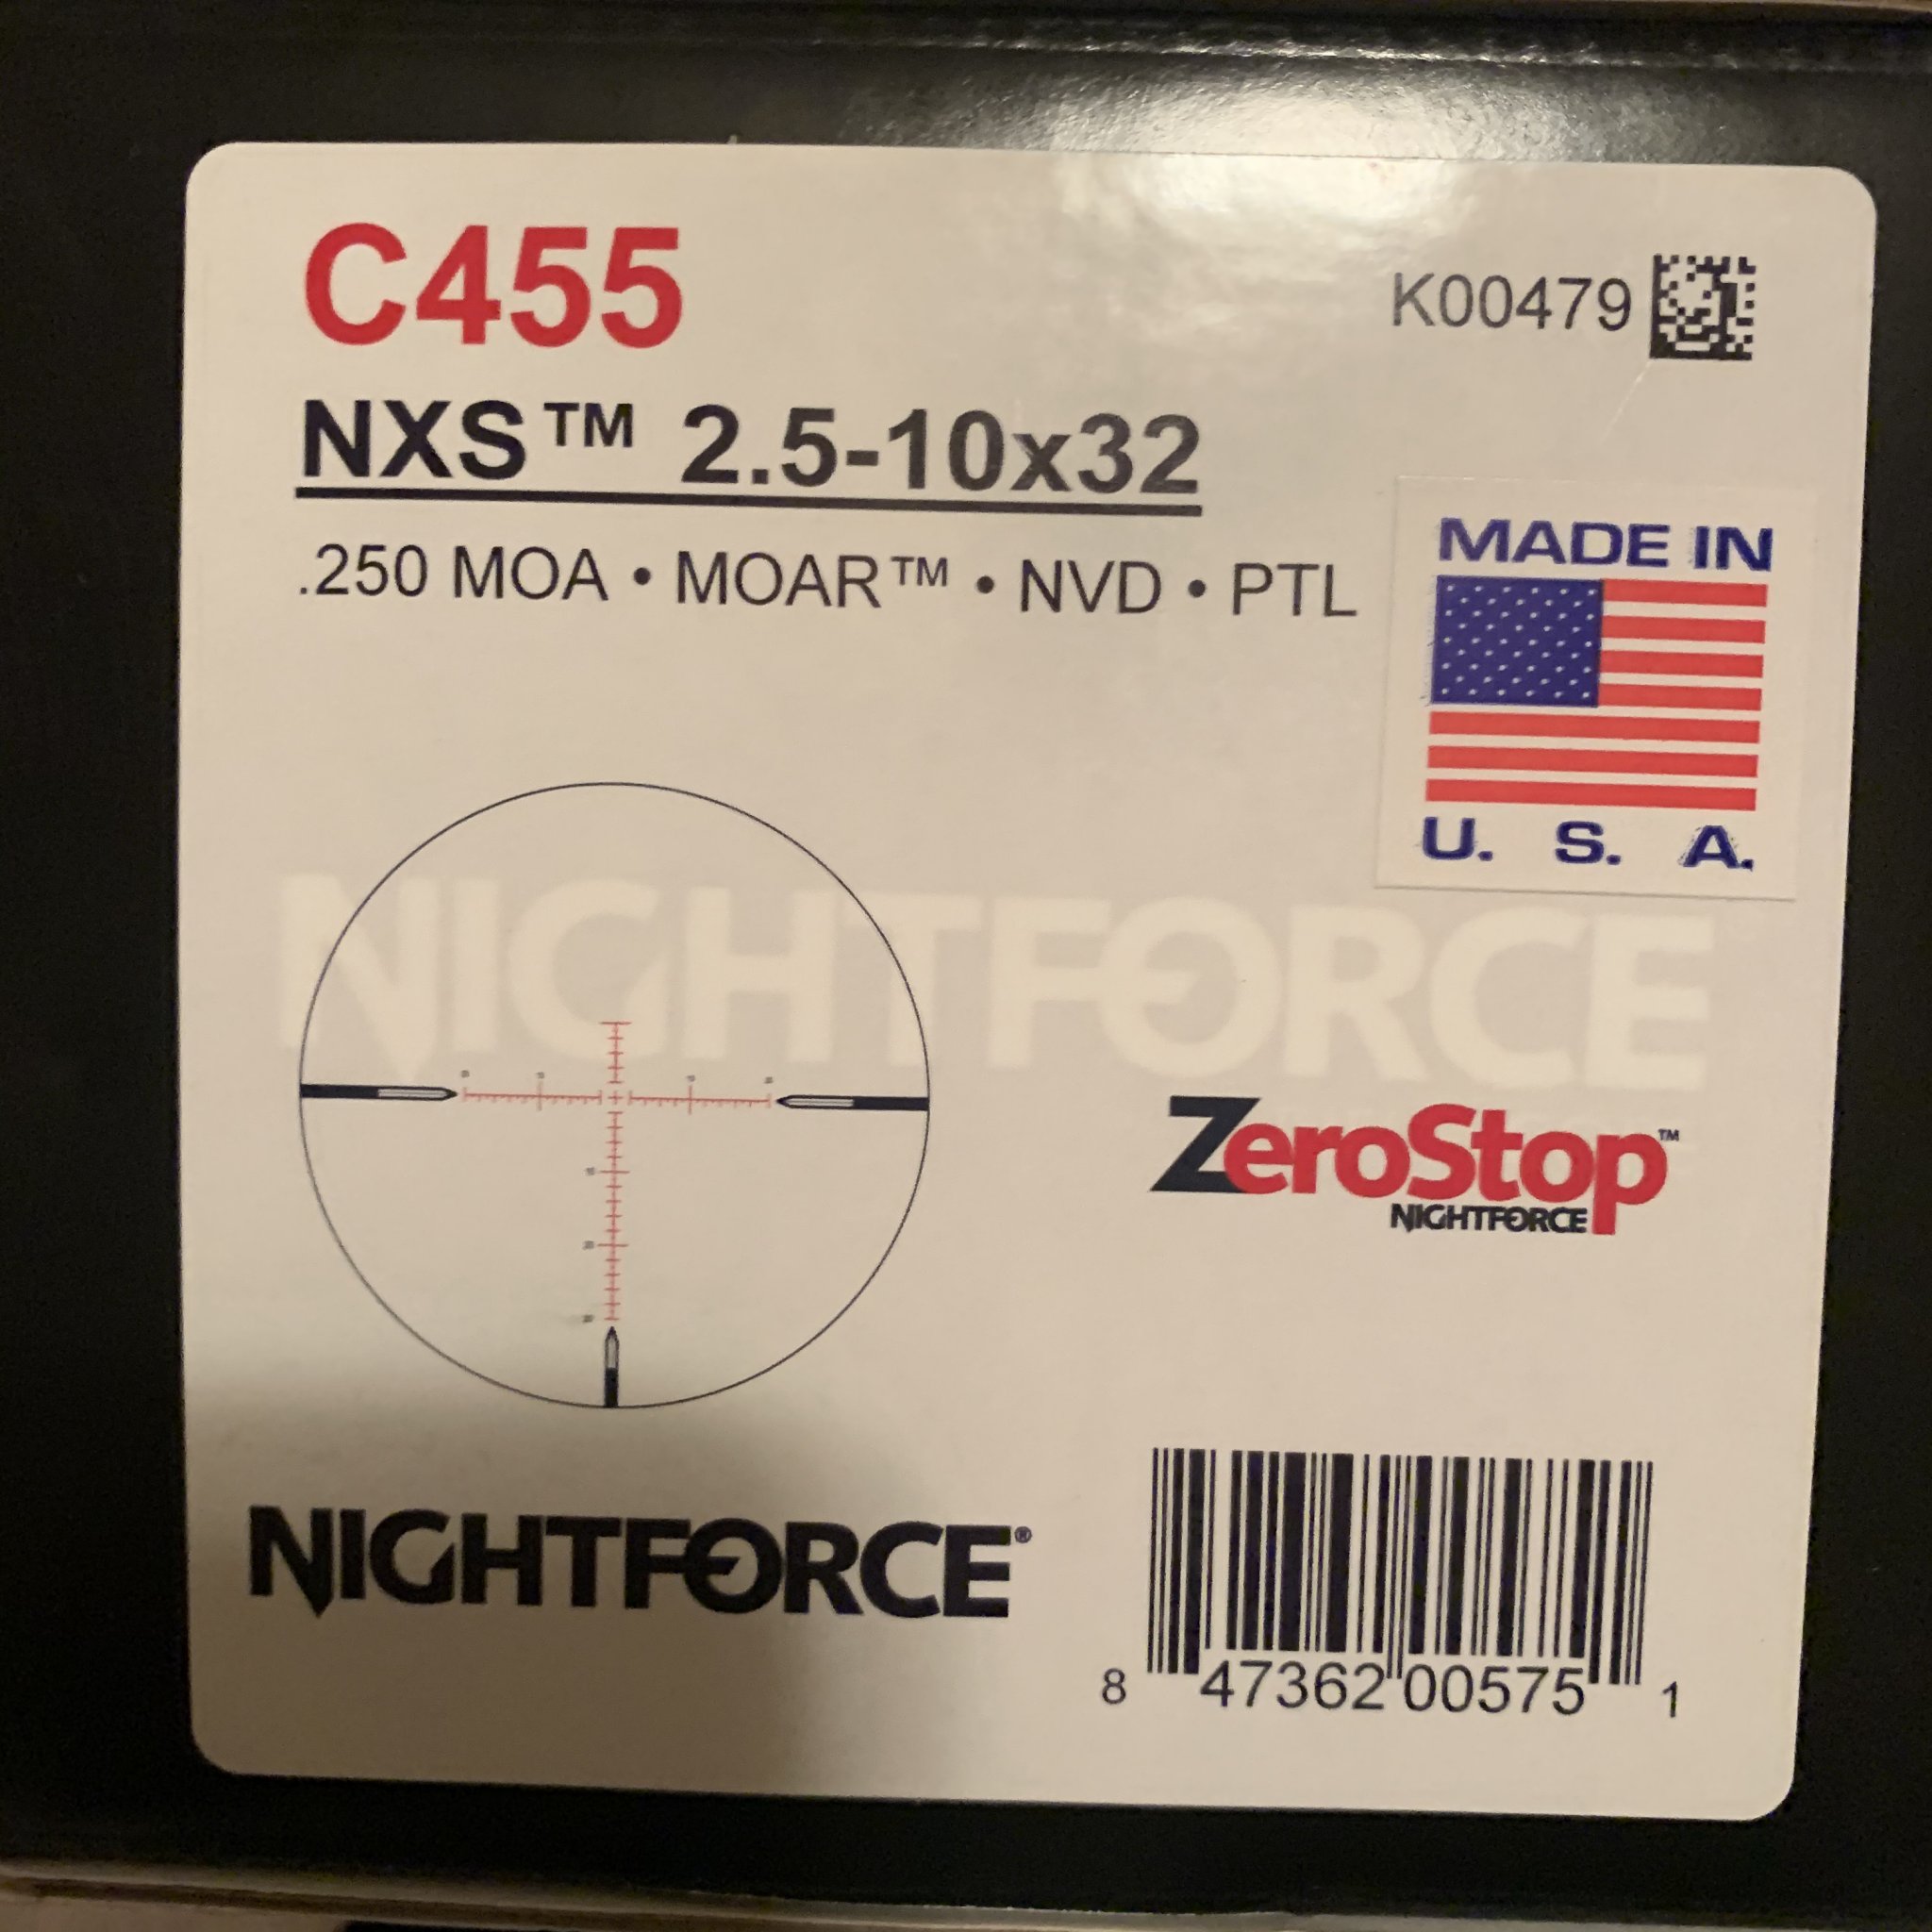 C455
K00479
NXS™ 2.5-10x32
.250 MOA • MOAR™ • NVD • PTL
MADE IN
U. S. A.
NIGHTFORCE
ZeroStop™
NIGHTFORCE
NIGHTFORCE®
8 47362 00575 1